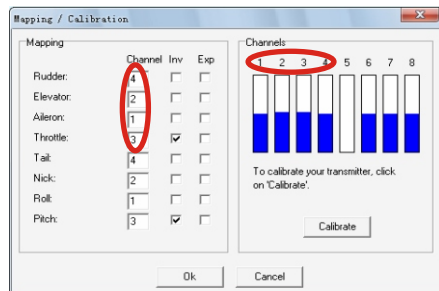 Mapping / Calibration
Mapping
Channel Inv Exp
Rudder: 4
Elevator: 2
Aileron: 1
Throttle: 3
Tail: 4
Nick: 2
Roll: 1
Pitch: 3
Channels
1 2 3 4 5 6 7 8
To calibrate your transmitter, click
on 'Calibrate'.
Calibrate
Ok
Cancel